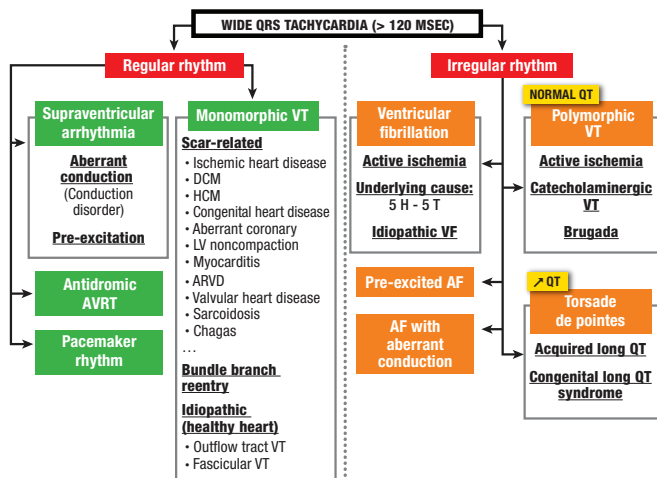 WIDE QRS TACHYCARDIA (> 120 MSEC)
Regular rhythm
Supraventricular
arrhythmia
Aberrant
conduction
(Conduction
disorder)
Pre-excitation
Antidromic
AVRT
Pacemaker
rhythm
Monomorphic VT
Scar-related
• Ischemic heart disease
• DCM
• HCM
• Congenital heart disease
• Aberrant coronary
• LV noncompaction
• Myocarditis
• ARVD
• Valvular heart disease
• Sarcoidosis
• Chagas
…
Bundle branch
reentry
Idiopathic
(healthy heart)
• Outflow tract VT
• Fascicular VT
Irregular rhythm
Ventricular
fibrillation
Active ischemia
Underlying cause:
5 H - 5 T
Idiopathic VF
Pre-excited AF
AF with
aberrant
conduction
NORMAL QT
Polymorphic
VT
Active ischemia
Catecholaminergic
VT
Brugada
↗ QT
Torsade
de pointes
Acquired long QT
Congenital long QT
syndrome